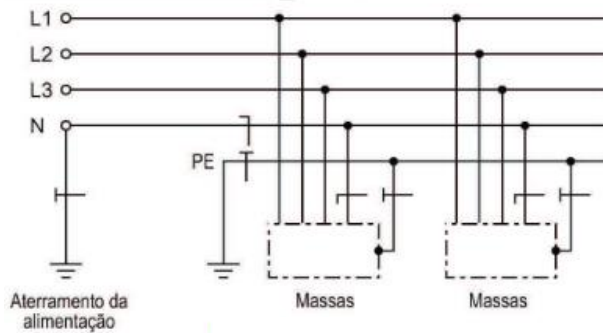 L1
L2
L3
N
PE
Aterramento da
alimentação
Massas
Massas